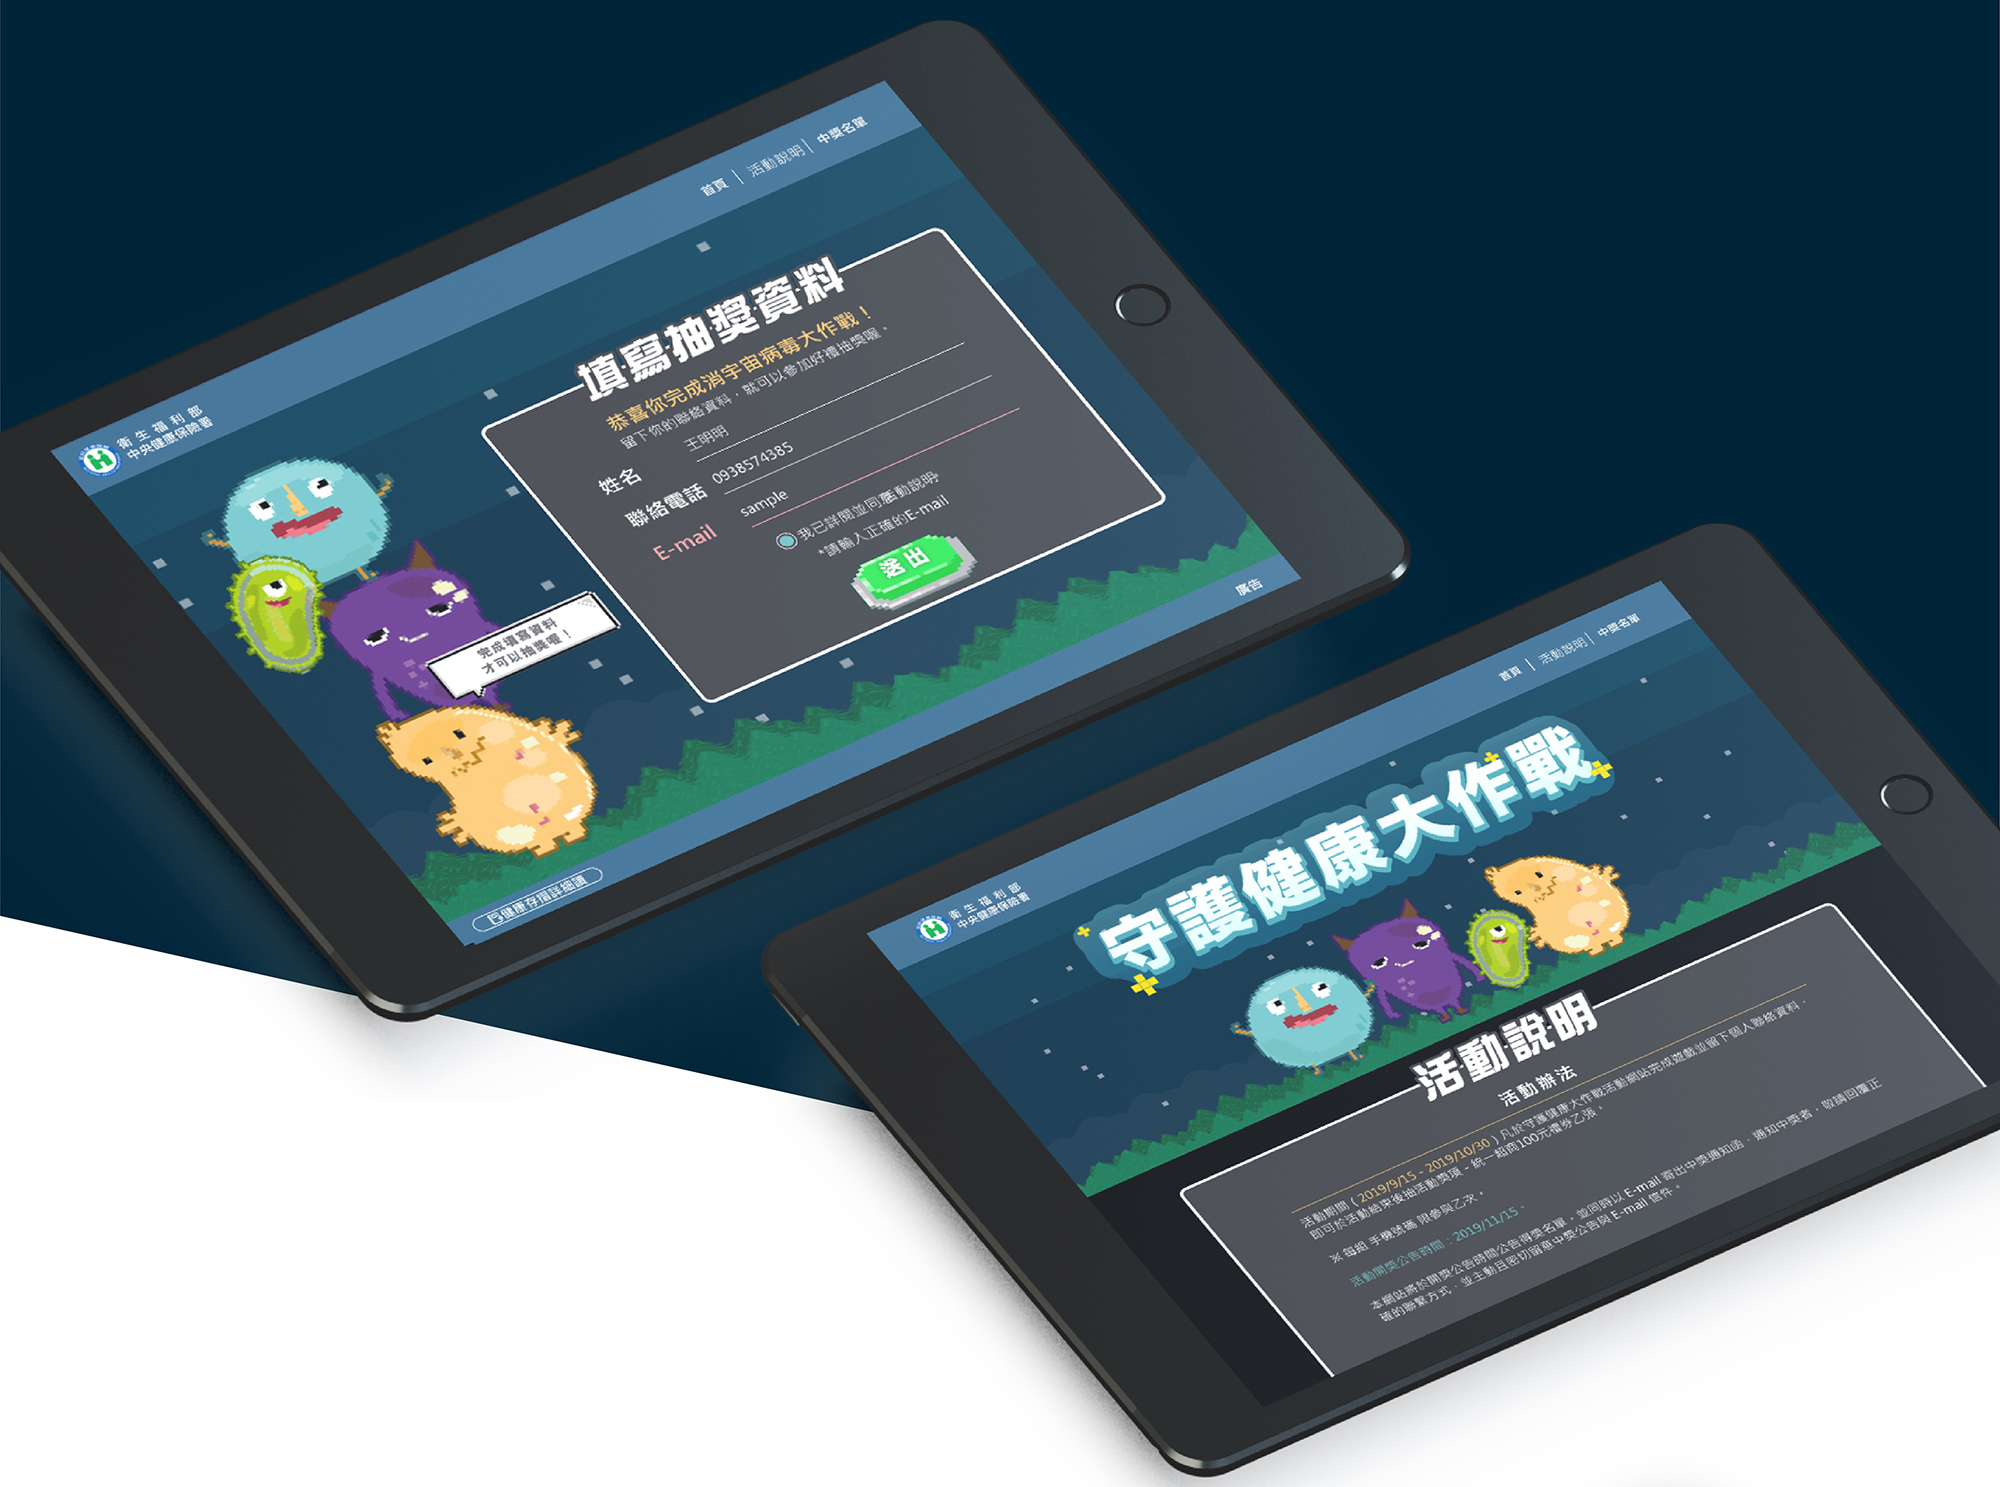 首頁 | 活動說明 | 中獎名單
衛生福利部
中央健康保險署
填寫抽獎資料
恭喜你完成消宇宙病毒大作戰！
留下你的聯絡資料，就可以參加好禮抽獎喔。
姓名 王明明
聯絡電話 0938574385
E-mail sample
我已詳閱並同意活動說明
*請輸入正確的E-mail
送出
完成填寫資料
才可以抽獎喔！
廣告
健康存摺詳細讀
首頁 | 活動說明 | 中獎名單
衛生福利部
中央健康保險署
守護健康大作戰
活動說明
活動辦法
活動期間 ( 2019/9/15 - 2019/10/30 ) 凡於守護健康大作戰活動網站完成遊戲並留下個人聯絡資料，
即可於活動結束後抽活動獎項 - 統一超商100元禮券乙張。
※ 每組 手機號碼 限參與乙次。
活動開獎公告時間：2019/11/15。
本網站將於開獎公告時間公告得獎名單，並同時以 E-mail 寄出中獎通知函，通知中獎者，敬請回覆正
確的聯繫方式，並主動且密切留意中獎公告與 E-mail 信件。